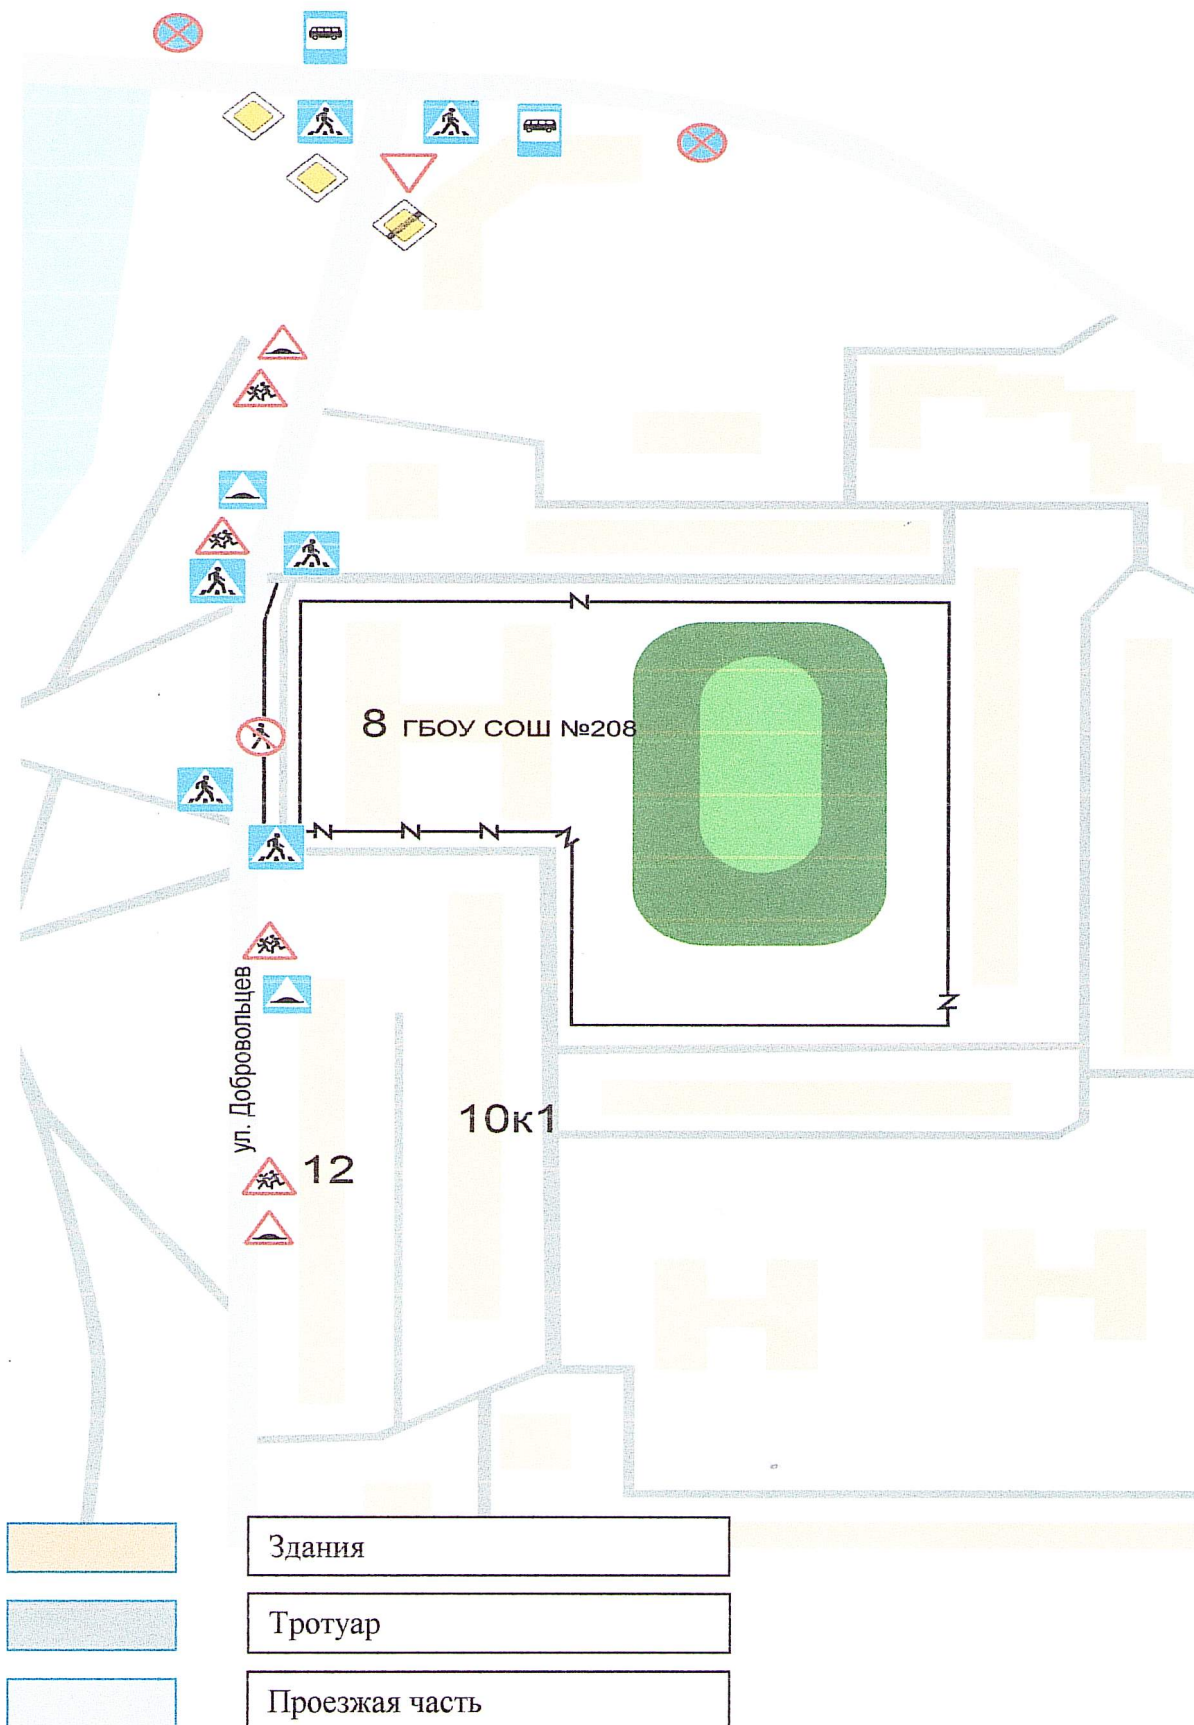 8 ГБОУ СОШ №208
ул. Добровольцев
10к1
12
Здания
Тротуар
Проезжая часть